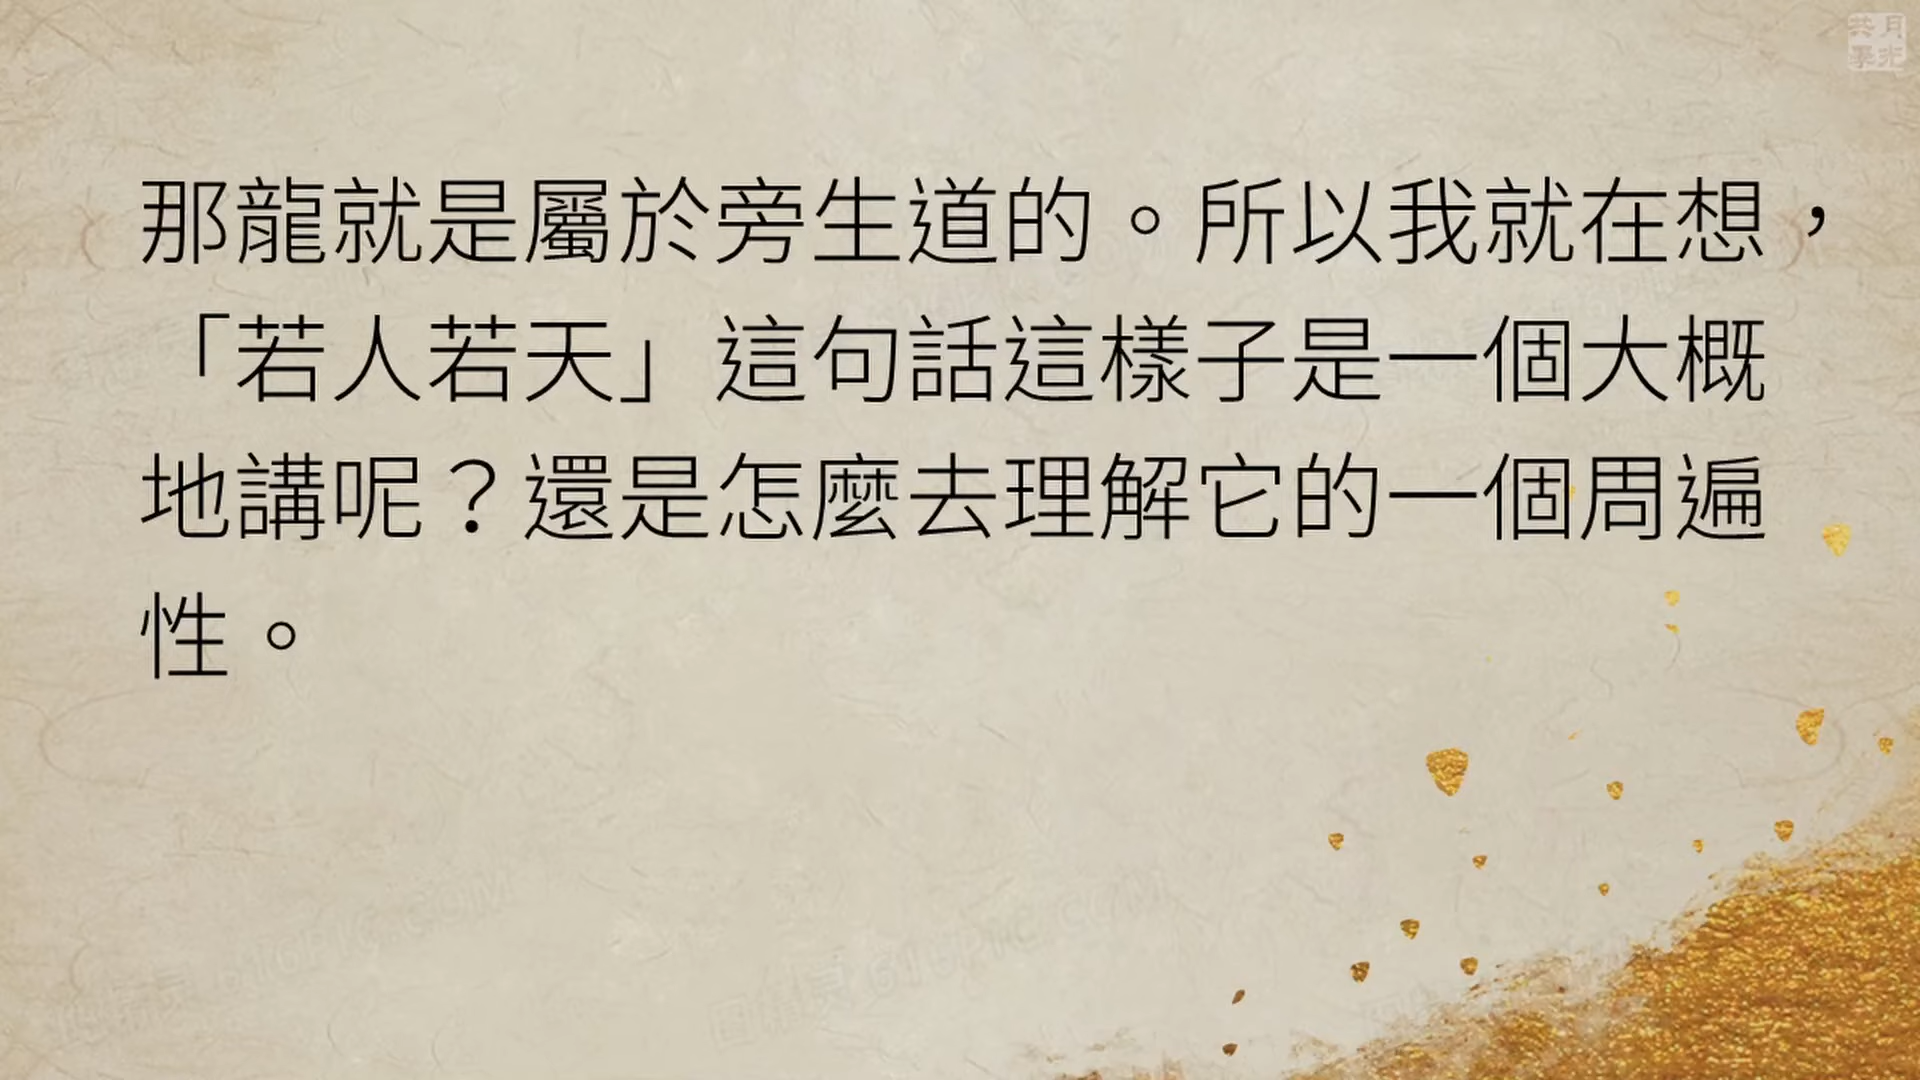 那龍就是屬於旁生道的。所以我就在想，
「若人若天」這句話這樣子是一個大概
地講呢？還是怎麼去理解它的一個周遍
性。